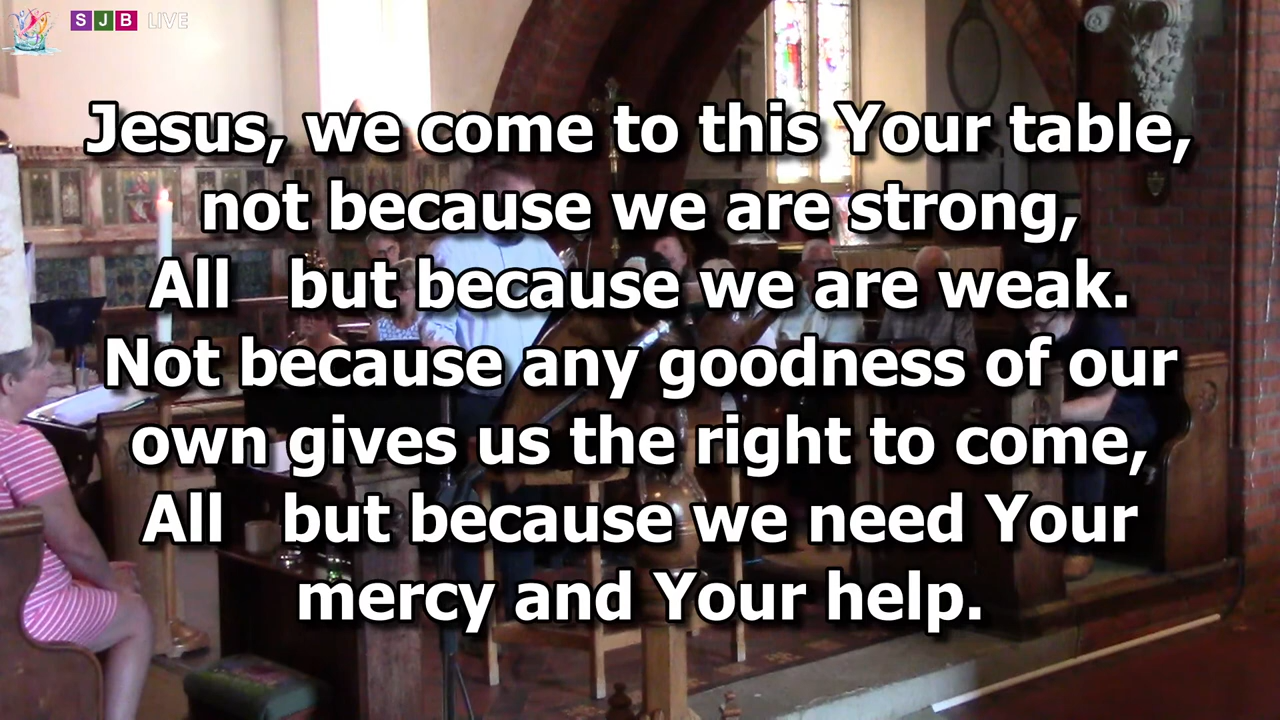 SJB LIVE
Jesus, we come to this Your table,
not because we are strong,
All but because we are weak.
Not because any goodness of our
own gives us the right to come,
All but because we need Your
mercy and Your help.